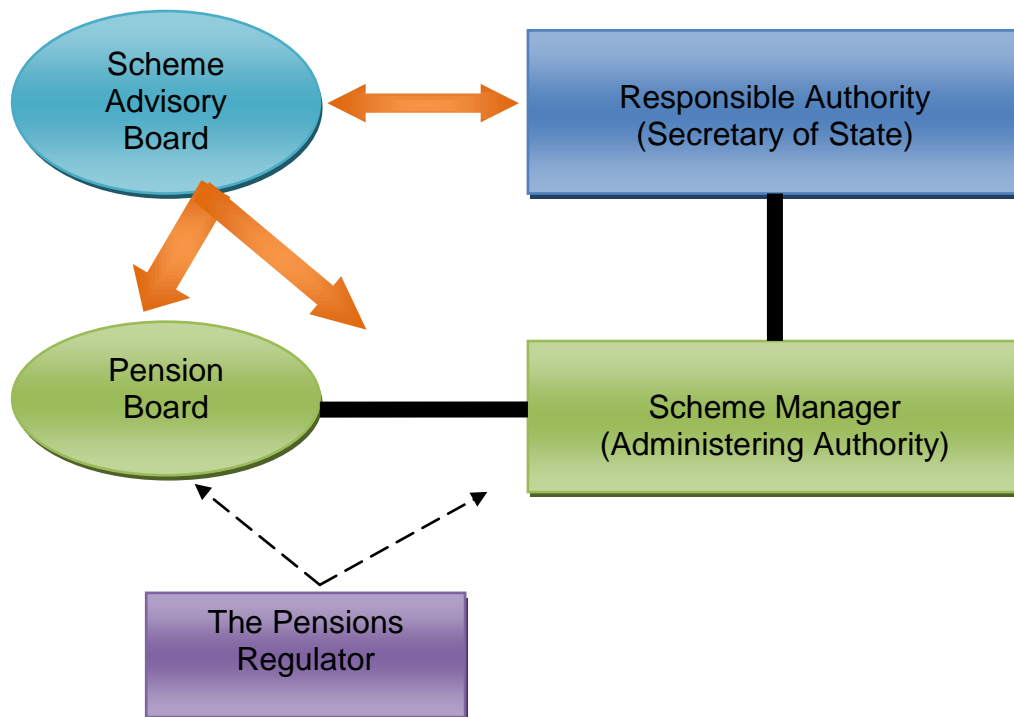 Scheme
Advisory
Board
Responsible Authority
(Secretary of State)
Pension
Board
Scheme Manager
(Administering Authority)
The Pensions
Regulator